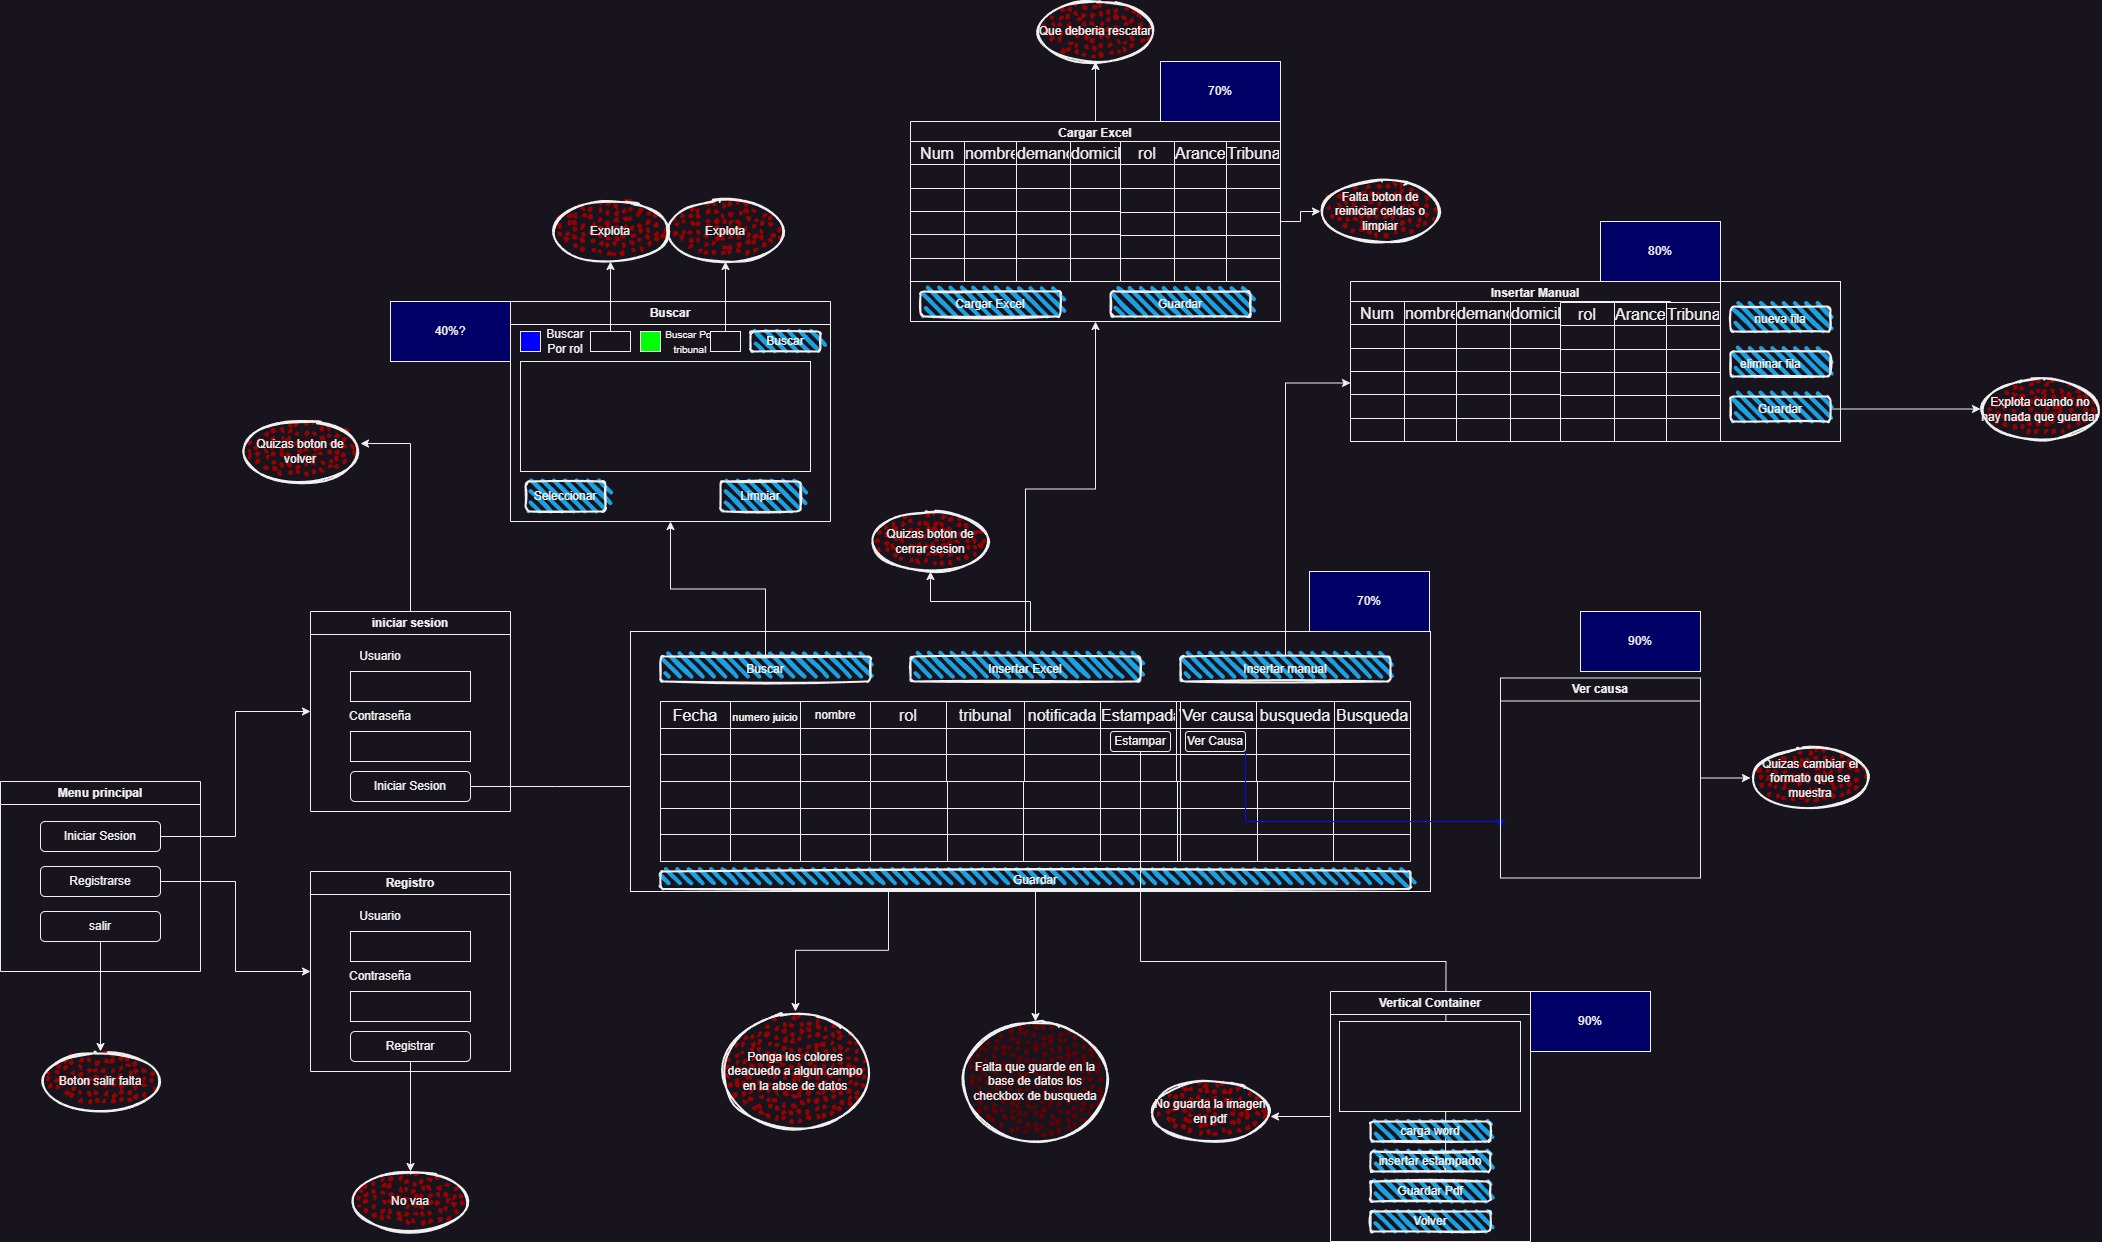 Que deberia rescatar
70%
Cargar Excel
Num nombre demand domicil rol Arance Tribuna
Cargar Excel
Guardar
Falta boton de
reiniciar celdas o
limpiar
80%
Insertar Manual
Num nombre demand domicil rol Arance Tribuna
nueva fila
eliminar fila
Guardar
Explota cuando no
hay nada que guardar
Explota
Explota
40%?
Buscar
Buscar
Por rol
Buscar Po
tribunal
Buscar
Seleccionar
Limpiar
Quizas boton de
volver
Quizas boton de
cerrar sesion
iniciar sesion
Usuario
Contraseña
Iniciar Sesion
70%
Buscar
Insertar Excel
Insertar manual
Fecha numero juicio nombre rol tribunal notificada Estampada Ver causa busqueda Busqueda
Estampar
Ver Causa
Guardar
90%
Ver causa
Quizas cambiar el
formato que se
muestra
Menu principal
Iniciar Sesion
Registrarse
salir
Boton salir falta
Registro
Usuario
Contraseña
Registrar
No vaa
Ponga los colores
deacuedo a algun campo
en la abse de datos
Falta que guarde en la
base de datos los
checkbox de busqueda
No guarda la imagen
en pdf
Vertical Container
90%
carga word
insertar estampado
Guardar Pdf
Volver